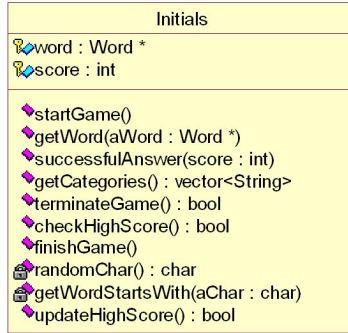 Initials
word : Word *
score : int
startGame()
getWord(aWord : Word *)
successfulAnswer(score : int)
getCategories() : vector<String>
terminateGame() : bool
checkHighScore() : bool
finishGame()
randomChar() : char
getWordStartsWith(aChar : char)
updateHighScore() : bool